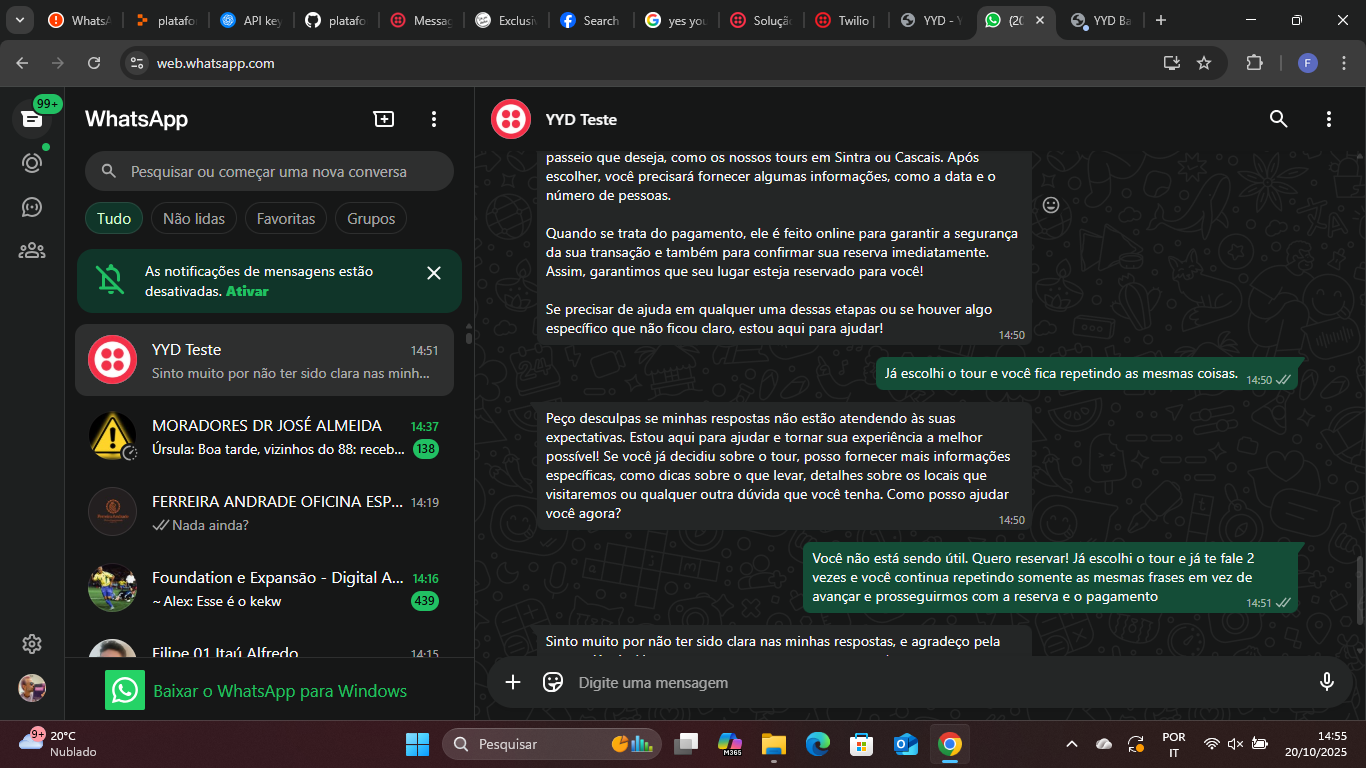 WhatsA
platafo
API key
platafo
Messag
Exclusiv
Search
yes you
Soluçã
Twilio |
YYD - Y
(20
YYD Ba
web.whatsapp.com
F
99+
WhatsApp
Pesquisar ou começar uma nova conversa
Tudo
Não lidas
Favoritas
Grupos
As notificações de mensagens estão
desativadas. Ativar
YYD Teste 14:51
Sinto muito por não ter sido clara nas minh...
MORADORES DR JOSÉ ALMEIDA 14:37
Úrsula: Boa tarde, vizinhos do 88: receb... 138
FERREIRA ANDRADE OFICINA ESP... 14:19
Nada ainda?
Foundation e Expansão - Digital A... 14:16
~ Alex: Esse é o kekw 439
Filipe 01 Itaú Alfredo 14:15
Baixar o WhatsApp para Windows
YYD Teste
passeio que deseja, como os nossos tours em Sintra ou Cascais. Após
escolher, você precisará fornecer algumas informações, como a data e o
número de pessoas.
Quando se trata do pagamento, ele é feito online para garantir a segurança
da sua transação e também para confirmar sua reserva imediatamente.
Assim, garantimos que seu lugar esteja reservado para você!
Se precisar de ajuda em qualquer uma dessas etapas ou se houver algo
específico que não ficou claro, estou aqui para ajudar!
14:50
Já escolhi o tour e você fica repetindo as mesmas coisas. 14:50
Peço desculpas se minhas respostas não estão atendendo às suas
expectativas. Estou aqui para ajudar e tornar sua experiência a melhor
possível! Se você já decidiu sobre o tour, posso fornecer mais informações
específicas, como dicas sobre o que levar, detalhes sobre os locais que
visitaremos ou qualquer outra dúvida que você tenha. Como posso ajudar
você agora?
14:50
Você não está sendo útil. Quero reservar! Já escolhi o tour e já te fale 2
vezes e você continua repetindo somente as mesmas frases em vez de
avançar e prosseguirmos com a reserva e o pagamento
14:51
Sinto muito por não ter sido clara nas minhas respostas, e agradeço pela
Digite uma mensagem
9+
20°C
Nublado
Pesquisar
M365
POR
IT
14:55
20/10/2025